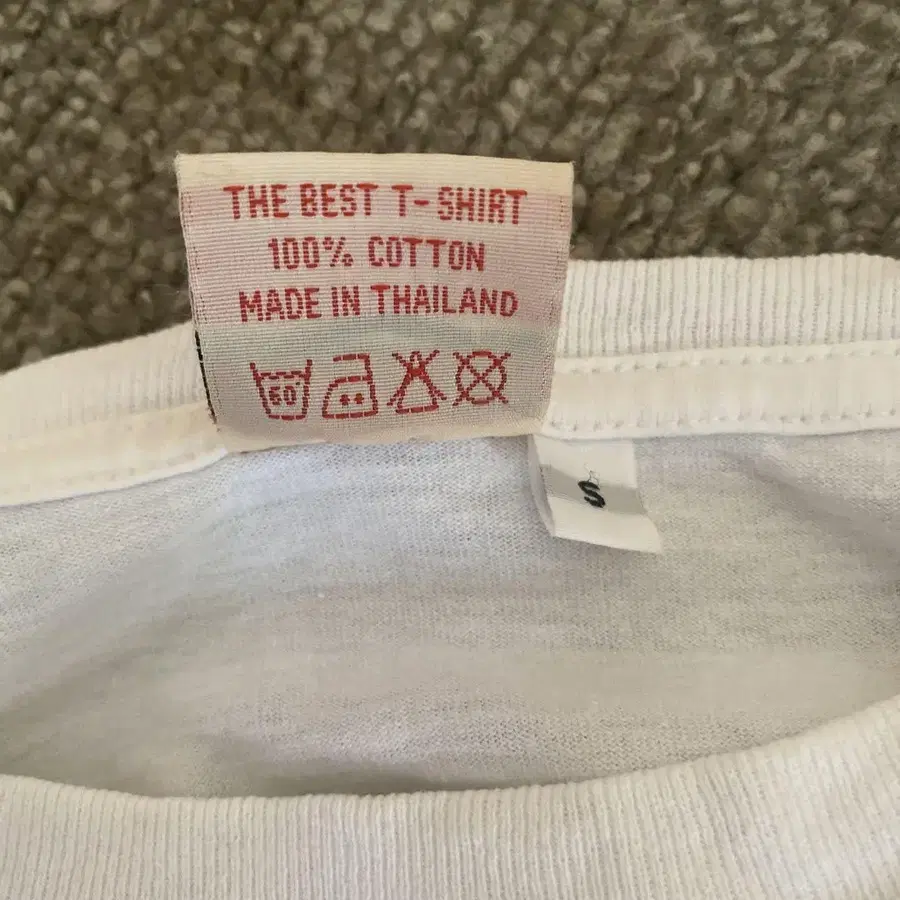 THE BEST T-SHIRT
100% COTTON
MADE IN THAILAND
60°
S